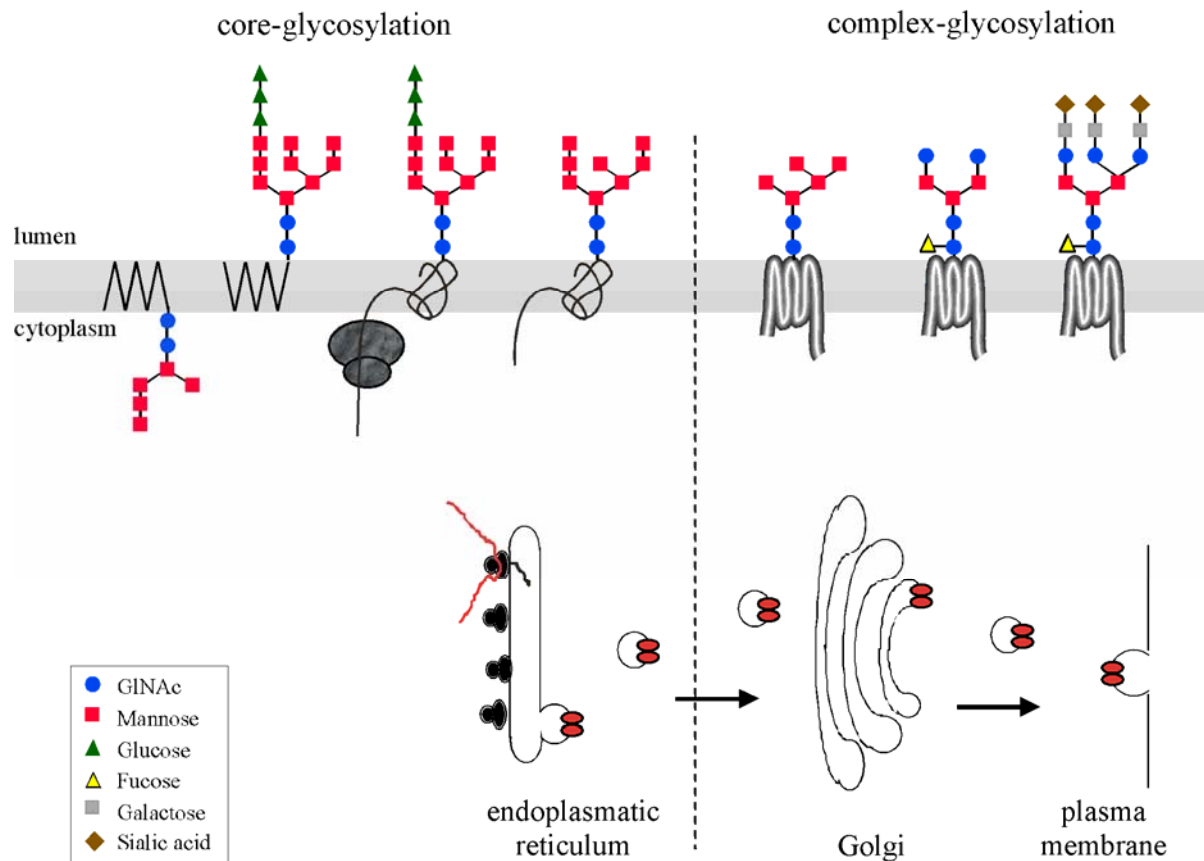 core-glycosylation
complex-glycosylation
lumen
cytoplasm
GlNAc
Mannose
Glucose
Fucose
Galactose
Sialic acid
endoplasmatic
reticulum
Golgi
plasma
membrane